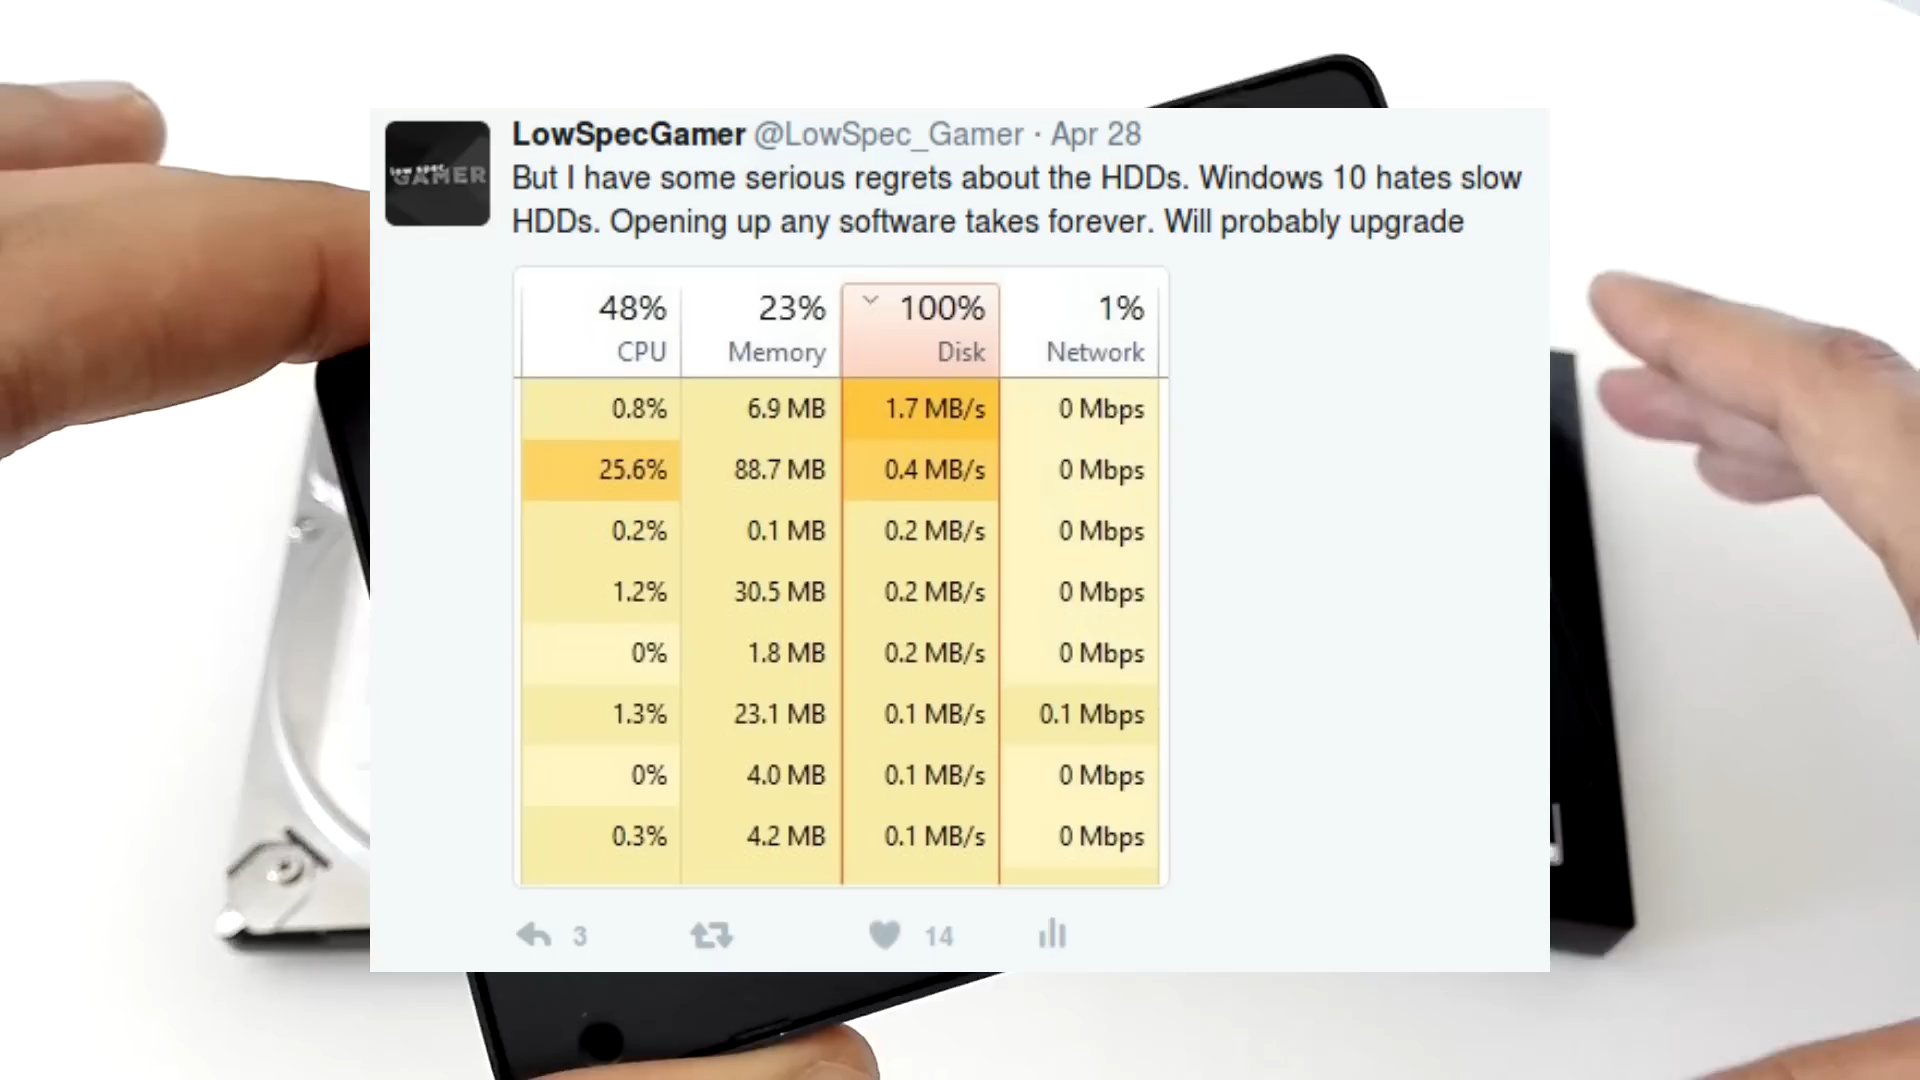 LowSpecGamer @LowSpec_Gamer · Apr 28
But I have some serious regrets about the HDDs. Windows 10 hates slow
HDDs. Opening up any software takes forever. Will probably upgrade
low spec
GAMER
48% 23% 100% 1%
CPU Memory Disk Network
0.8% 6.9 MB 1.7 MB/s 0 Mbps
25.6% 88.7 MB 0.4 MB/s 0 Mbps
0.2% 0.1 MB 0.2 MB/s 0 Mbps
1.2% 30.5 MB 0.2 MB/s 0 Mbps
0% 1.8 MB 0.2 MB/s 0 Mbps
1.3% 23.1 MB 0.1 MB/s 0.1 Mbps
0% 4.0 MB 0.1 MB/s 0 Mbps
0.3% 4.2 MB 0.1 MB/s 0 Mbps
3 14